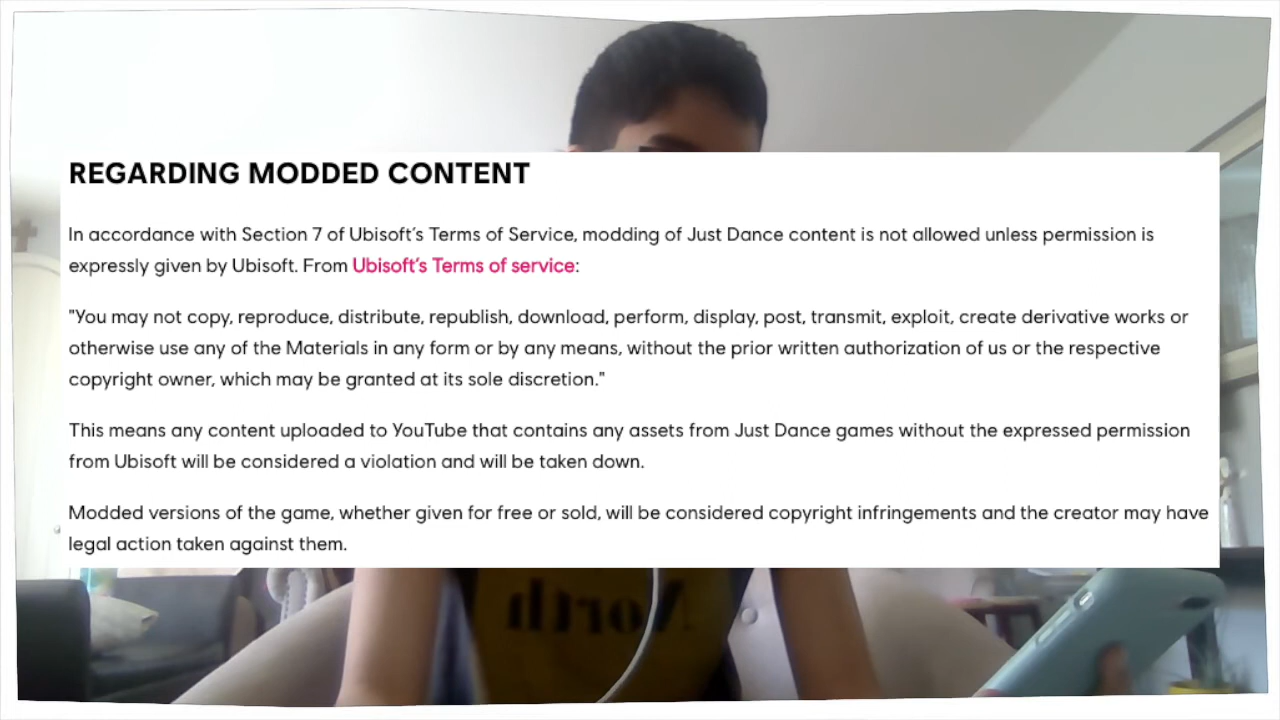 REGARDING MODDED CONTENT
In accordance with Section 7 of Ubisoft's Terms of Service, modding of Just Dance content is not allowed unless permission is
expressly given by Ubisoft. From Ubisoft's Terms of service:
"You may not copy, reproduce, distribute, republish, download, perform, display, post, transmit, exploit, create derivative works or
otherwise use any of the Materials in any form or by any means, without the prior written authorization of us or the respective
copyright owner, which may be granted at its sole discretion."
This means any content uploaded to YouTube that contains any assets from Just Dance games without the expressed permission
from Ubisoft will be considered a violation and will be taken down.
Modded versions of the game, whether given for free or sold, will be considered copyright infringements and the creator may have
legal action taken against them.
North